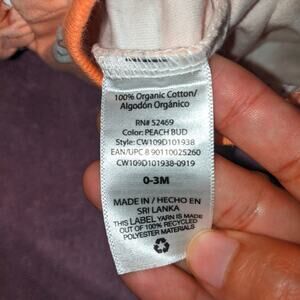 100% Organic Cotton/
Algodón Orgánico
RN# 52469
Color: PEACH BUD
Style: CW109D101938
EAN/UPC 8 90110025260
CW109D101938-0919
0-3M
MADE IN / HECHO EN
SRI LANKA
THIS LABEL YARN IS MADE
OUT OF 100% RECYCLED
POLYESTER MATERIALS